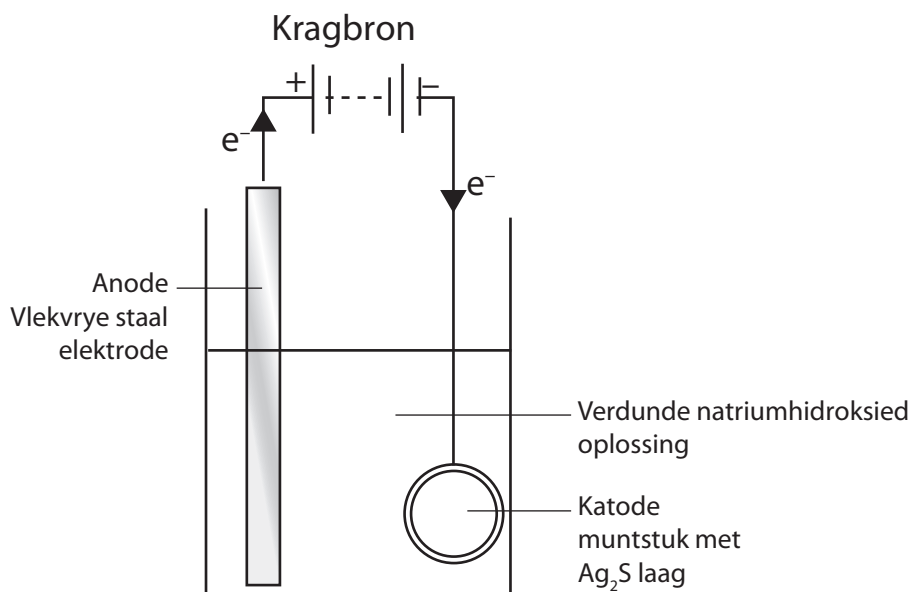 Kragbron
+ −
e⁻
e⁻
Anode
Vlekvrye staal
elektrode
Verdunde natriumhidroksied
oplossing
Katode
muntstuk met
Ag₂S laag